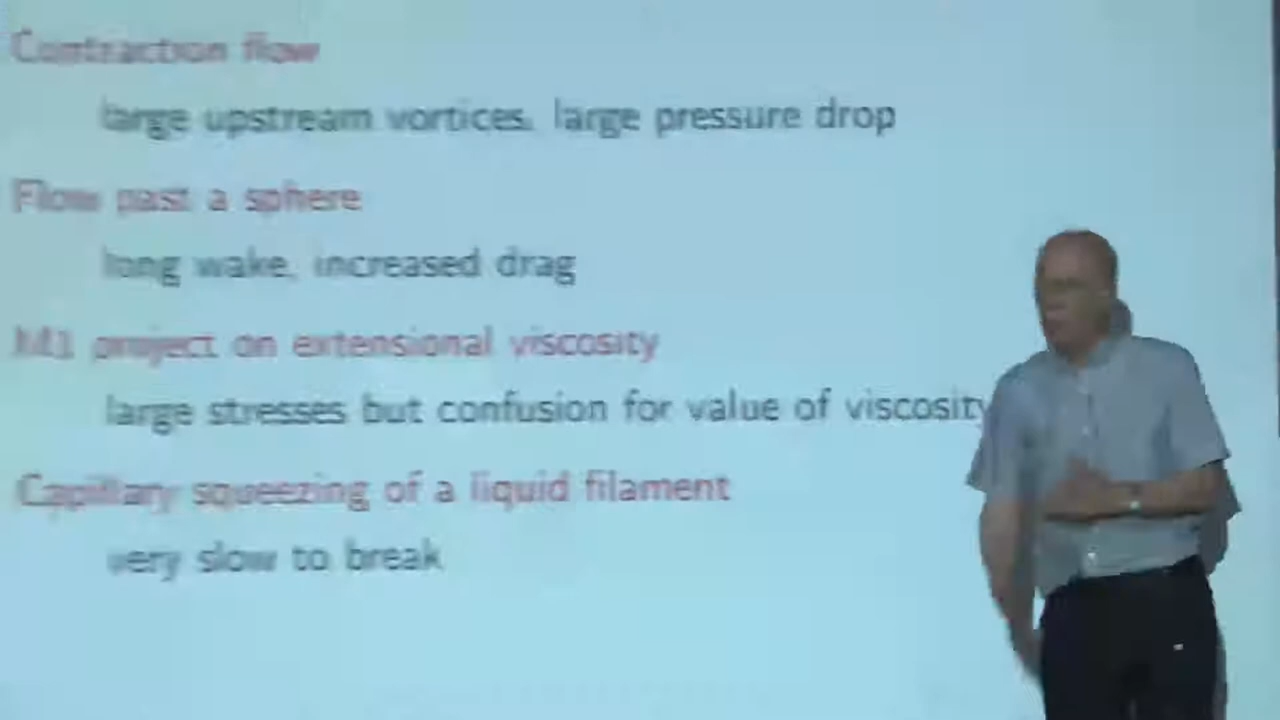 Contraction flow
large upstream vortices, large pressure drop
Flow past a sphere
long wake, increased drag
M1 project on extensional viscosity
large stresses but confusion for value of viscosity
Capillary squeezing of a liquid filament
very slow to break